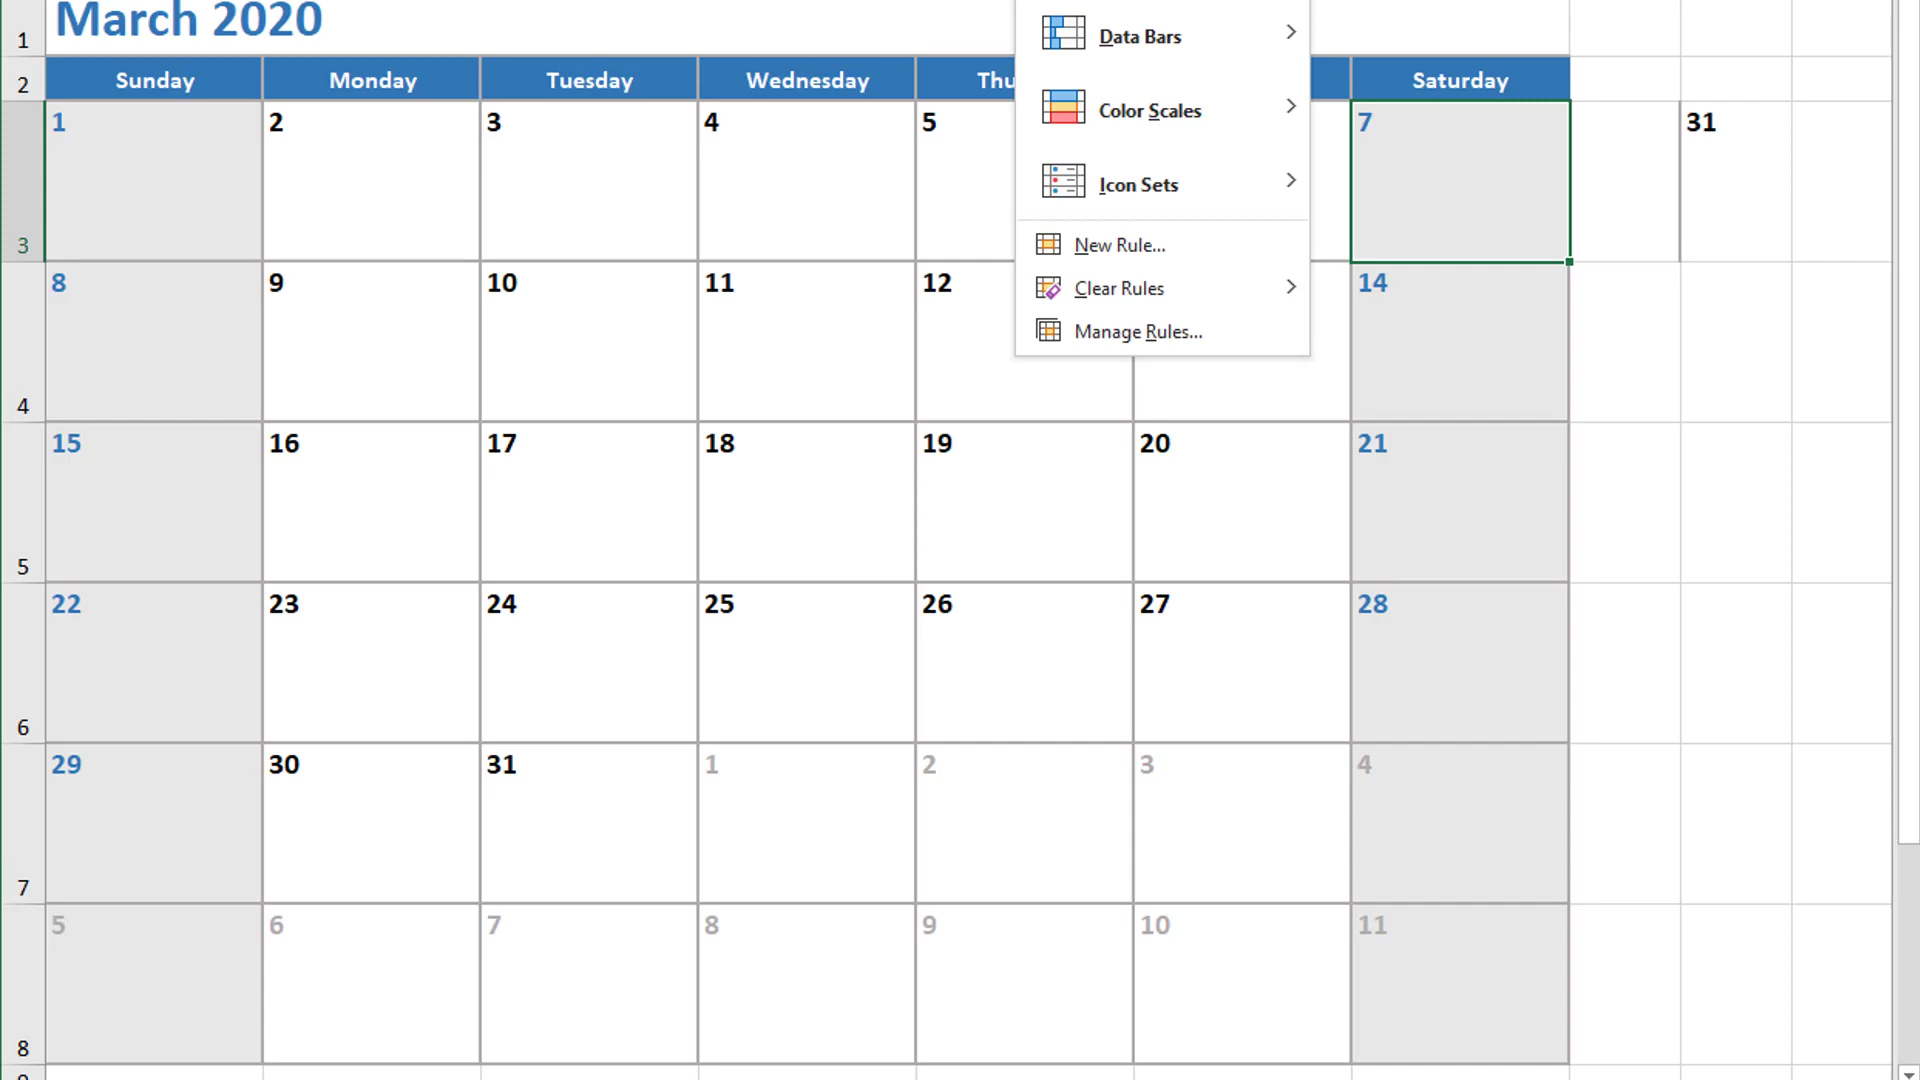 March 2020
Data Bars
Color Scales
Icon Sets
New Rule...
Clear Rules
Manage Rules...
1
2 Sunday Monday Tuesday Wednesday Thu Saturday
1 2 3 4 5 7 31
3
8 9 10 11 12 14
4
15 16 17 18 19 20 21
5
22 23 24 25 26 27 28
6
29 30 31 1 2 3 4
7
5 6 7 8 9 10 11
8